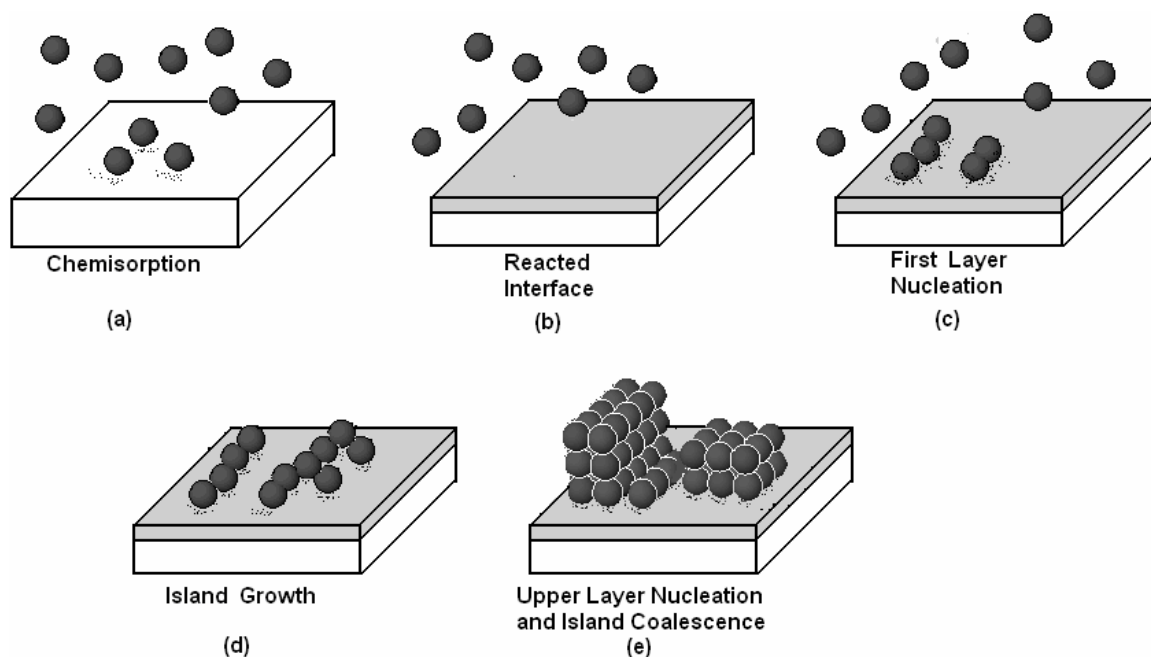 Chemisorption
(a)
Reacted
Interface
(b)
First Layer
Nucleation
(c)
Island Growth
(d)
Upper Layer Nucleation
and Island Coalescence
(e)